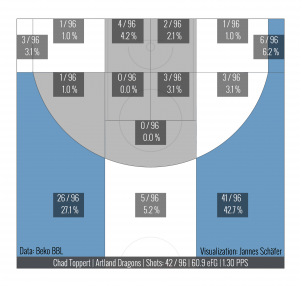 4 / 96
4.2 %
2 / 96
2.1 %
1 / 96
1.0 %
1 / 96
1.0 %
3 / 96
3.1 %
6 / 96
6.2 %
1 / 96
1.0 %
0 / 96
0.0 %
3 / 96
3.1 %
3 / 96
3.1 %
0 / 96
0.0 %
26 / 96
27.1 %
5 / 96
5.2 %
41 / 96
42.7 %
Data: Beko BBL
Visualization: Jannes Schäfer
Chad Toppert | Artland Dragons | Shots: 42 / 96 | 60.9 eFG | 1.30 PPS